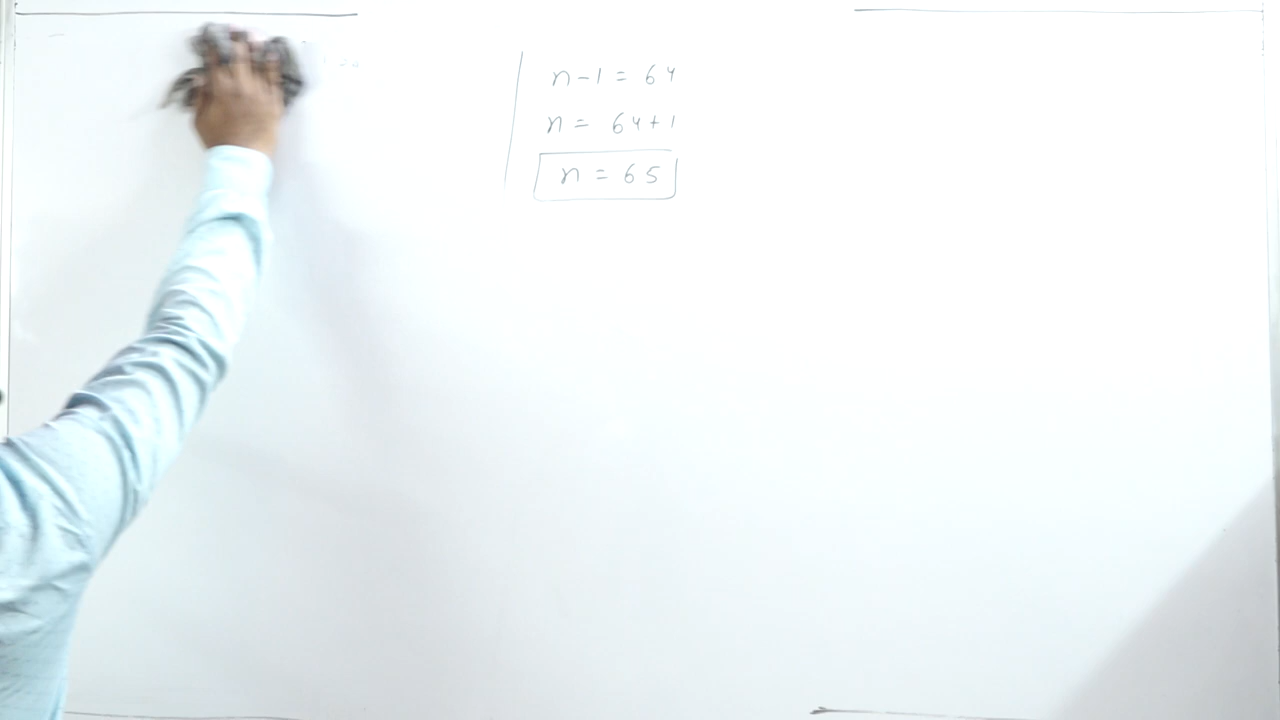 n-1 = 64
n = 64+1
n = 65